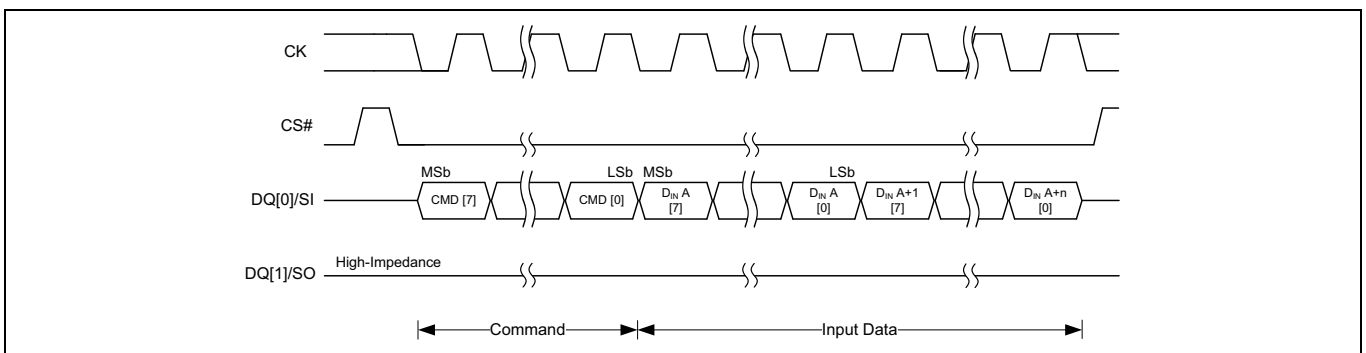 CK
CS#
MSb LSb MSb LSb
DQ[0]/SI CMD [7] CMD [0] DIN A [7] DIN A [0] DIN A+1 [7] DIN A+n [0]
High-Impedance
DQ[1]/SO
Command Input Data